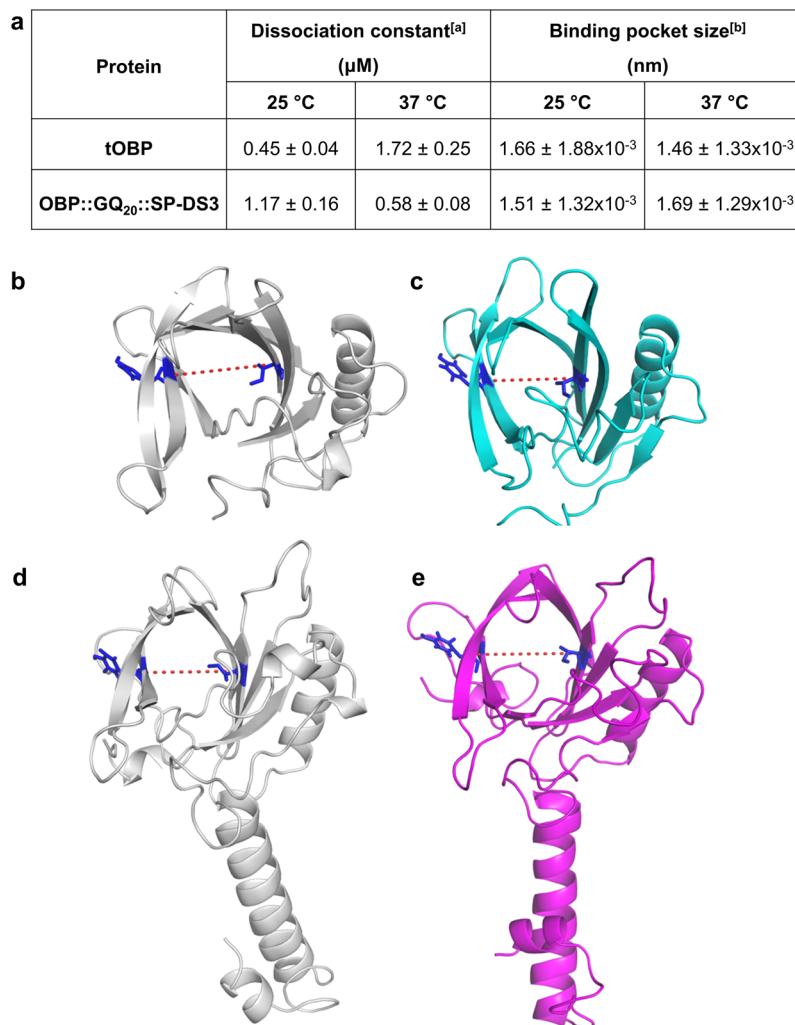 a
Protein
Dissociation constant[a]
(µM)
Binding pocket size[b]
(nm)
25 °C 37 °C 25 °C 37 °C
tOBP 0.45 ± 0.04 1.72 ± 0.25 1.66 ± 1.88x10-3 1.46 ± 1.33x10-3
OBP::GQ20::SP-DS3 1.17 ± 0.16 0.58 ± 0.08 1.51 ± 1.32x10-3 1.69 ± 1.29x10-3
b
c
d
e